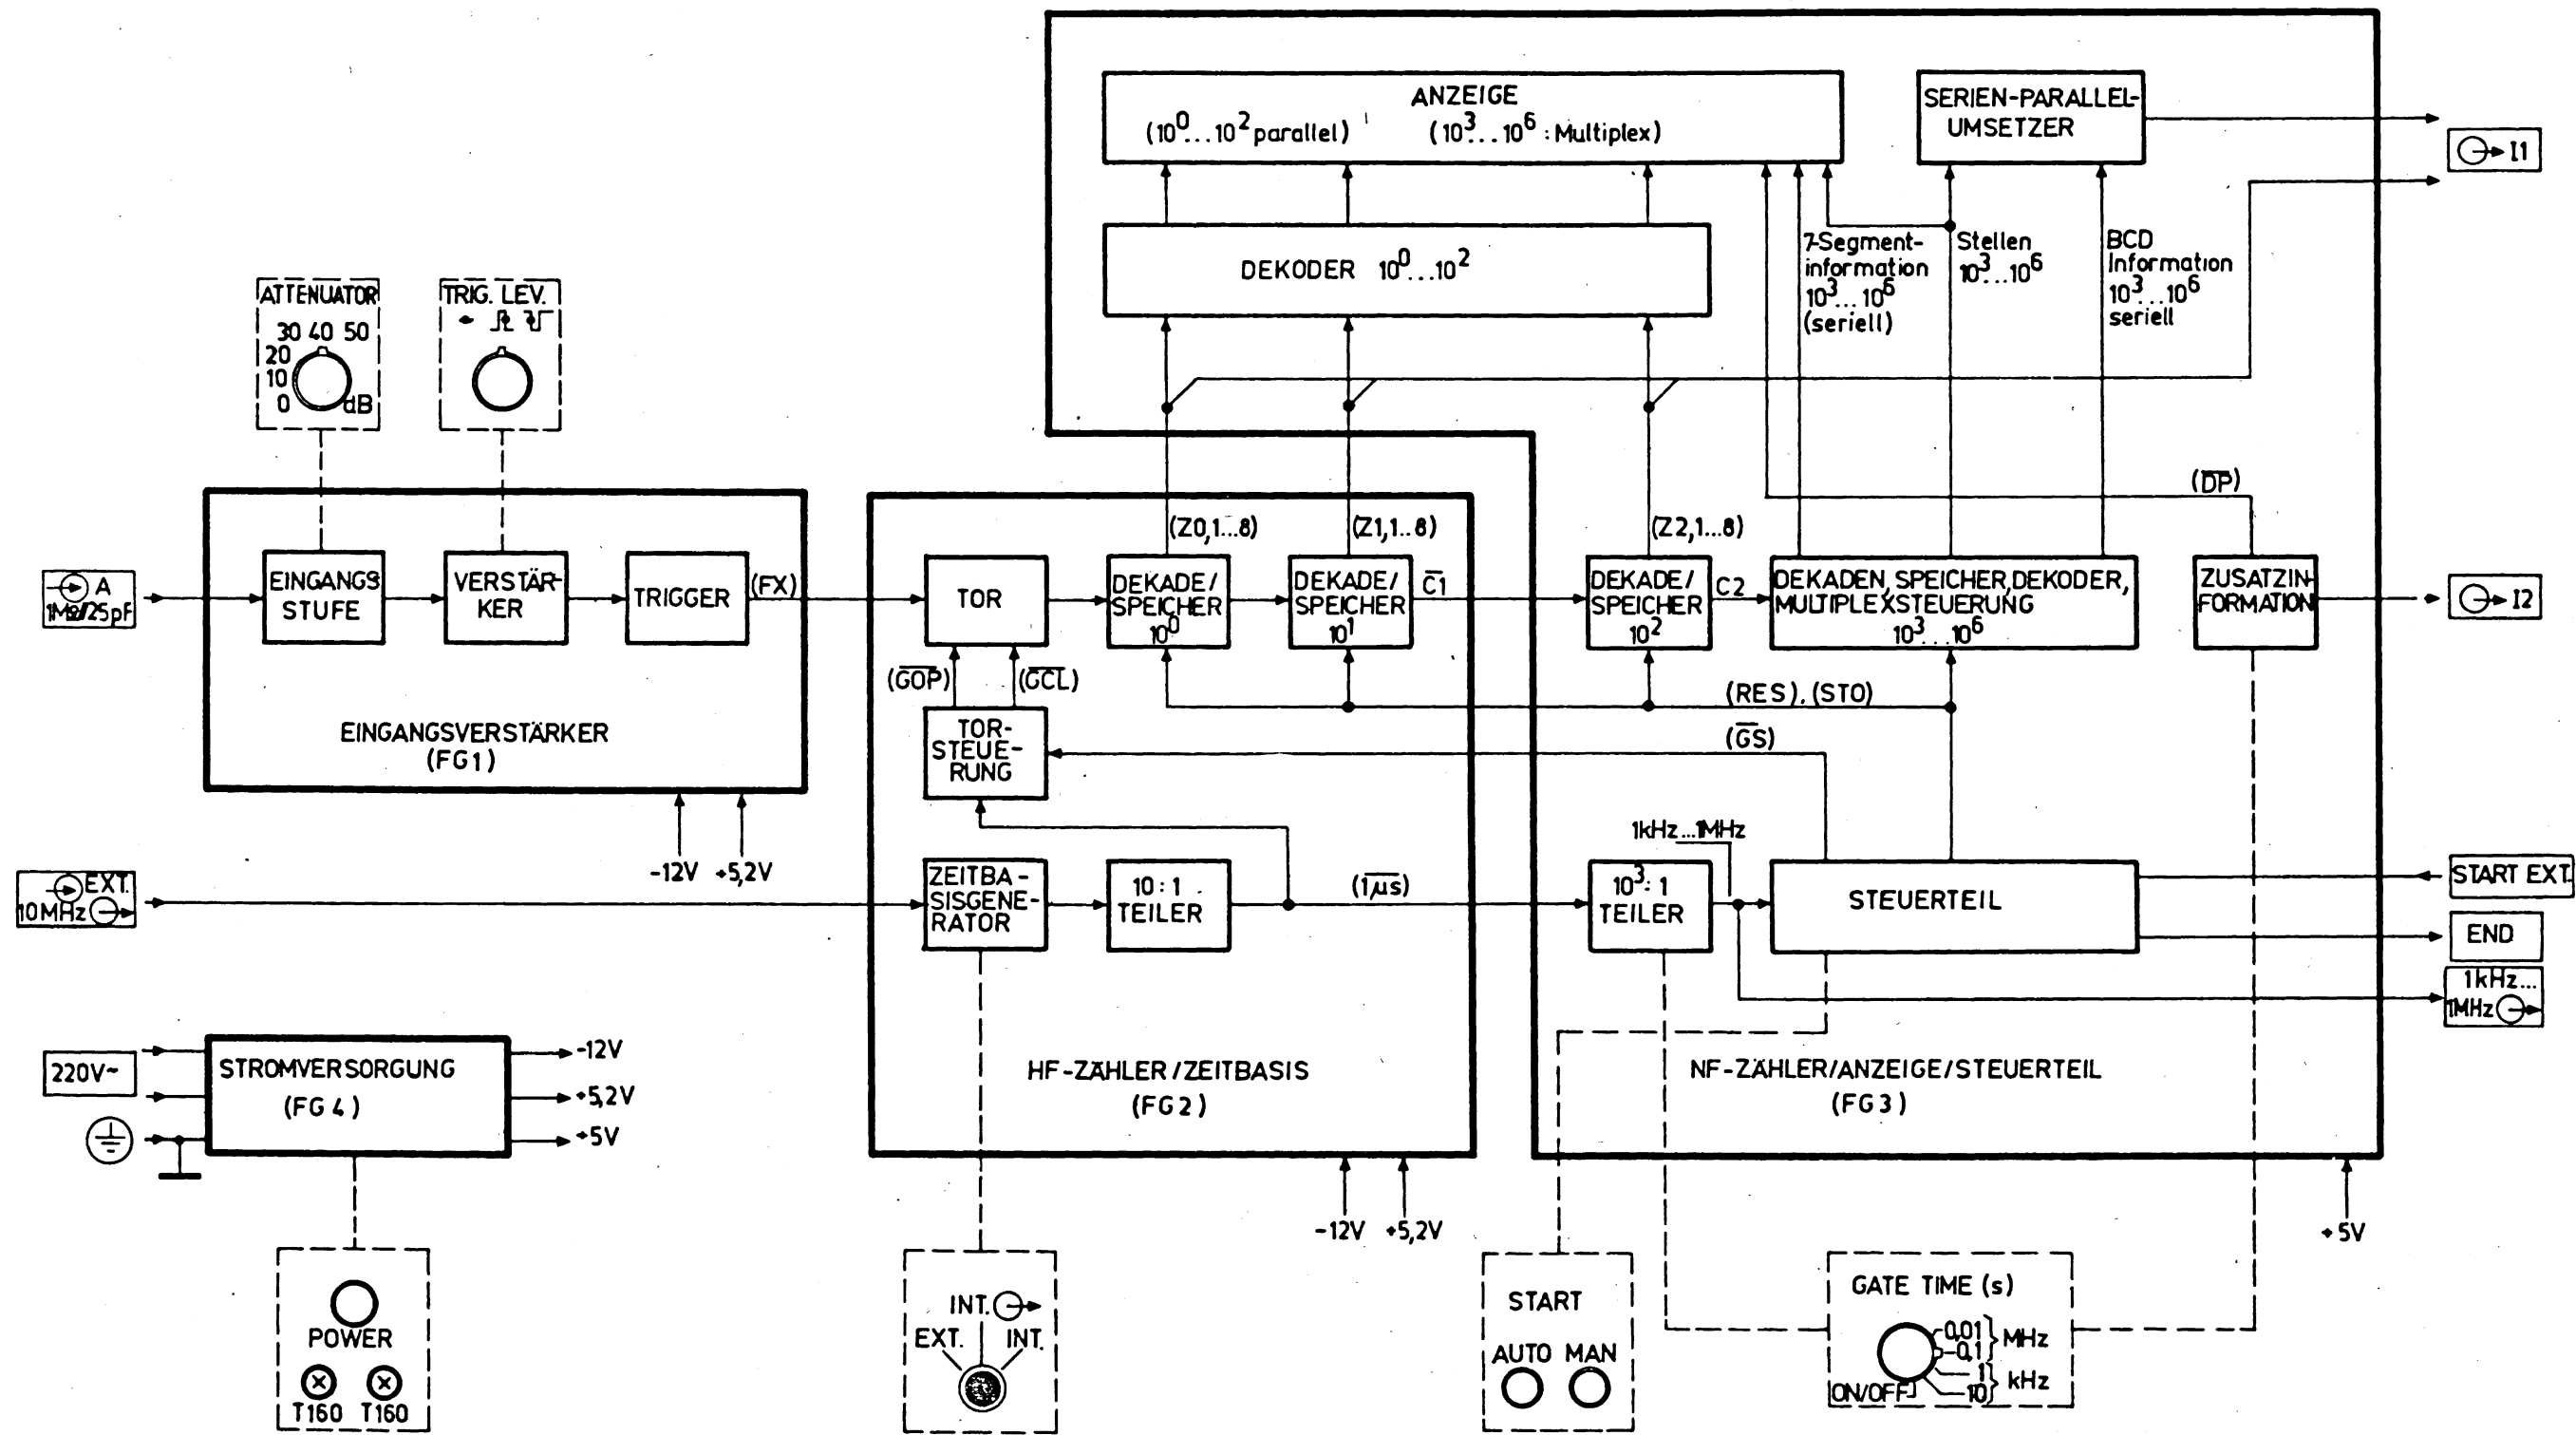 ANZEIGE
(10⁰...10² parallel) (10³...10⁶ : Multiplex)
SERIEN-PARALLEL-
UMSETZER
I1
DEKODER 10⁰...10²
7-Segment-
information
10³...10⁶
(seriell)
Stellen
10³...10⁶
BCD
Information
10³...10⁶
seriell
ATTENUATOR
30 40 50
20
10
0 dB
TRIG. LEV.
(D̅P̅)
(Z0,1...8)
(Z1,1..8)
(Z2,1...8)
A
1MΩ//25pF
EINGANGS
STUFE
VERSTÄR-
KER
TRIGGER
(FX)
TOR
DEKADE/
SPEICHER
10⁰
DEKADE/
SPEICHER
10¹
C̅1̅
DEKADE/
SPEICHER
10²
C2
DEKADEN, SPEICHER, DEKODER,
MULTIPLEXSTEUERUNG
10³...10⁶
ZUSATZIN-
FORMATION
I2
(G̅O̅P̅)
(G̅C̅L̅)
(RES),(STO)
EINGANGSVERSTÄRKER
(FG1)
TOR-
STEUE-
RUNG
(G̅S̅)
-12V +5,2V
1kHz...1MHz
EXT.
10MHz
ZEITBA-
SISGENE-
RATOR
10:1
TEILER
(1̅µ̅s̅)
10³:1
TEILER
STEUERTEIL
START EXT.
END
1kHz...
1MHz
220V~
STROMVERSORGUNG
(FG4)
-12V
+5,2V
+5V
HF-ZÄHLER/ZEITBASIS
(FG2)
NF-ZÄHLER/ANZEIGE/STEUERTEIL
(FG3)
-12V +5,2V
+5V
POWER
T160 T160
INT.
EXT. INT.
START
AUTO MAN
GATE TIME (s)
0,01
0,1
MHz
1
10
kHz
ON/OFF